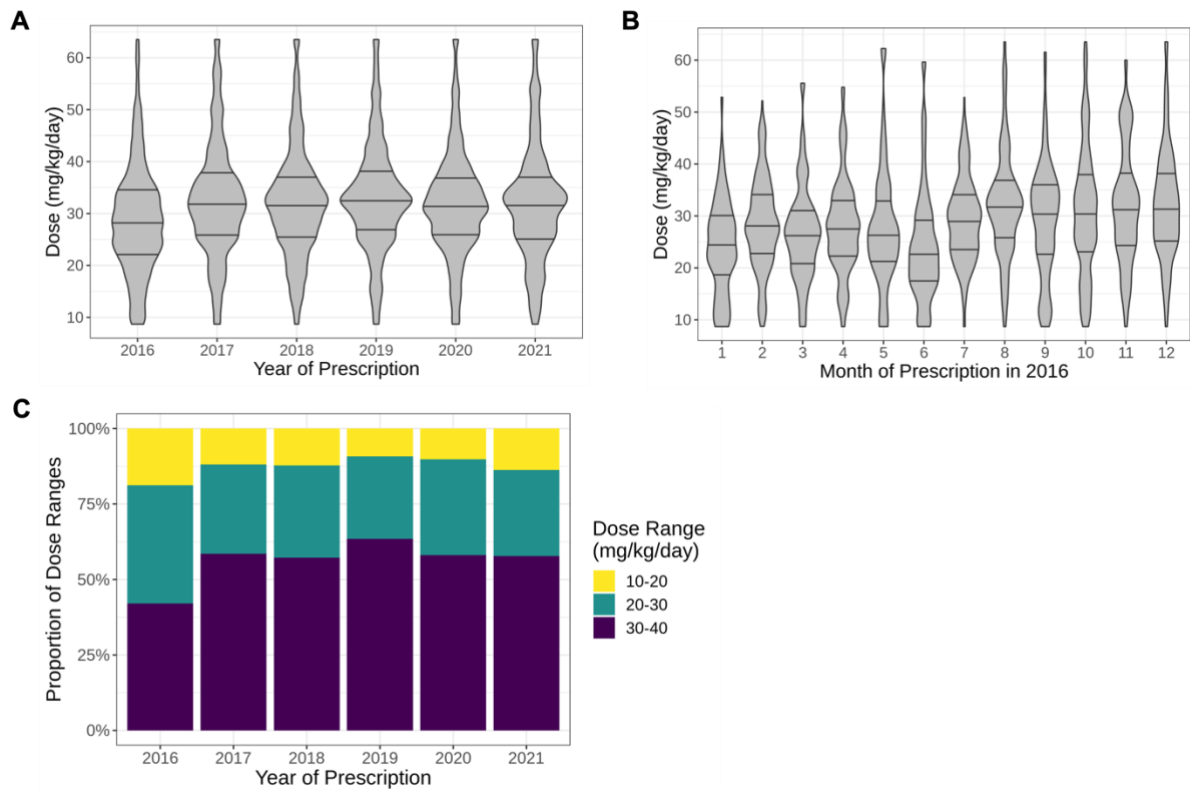 A
Dose (mg/kg/day)
60
50
40
30
20
10
2016 2017 2018 2019 2020 2021
Year of Prescription
B
Dose (mg/kg/day)
60
50
40
30
20
10
1 2 3 4 5 6 7 8 9 10 11 12
Month of Prescription in 2016
C
Proportion of Dose Ranges
100%
75%
50%
25%
0%
2016 2017 2018 2019 2020 2021
Year of Prescription
Dose Range
(mg/kg/day)
10-20
20-30
30-40